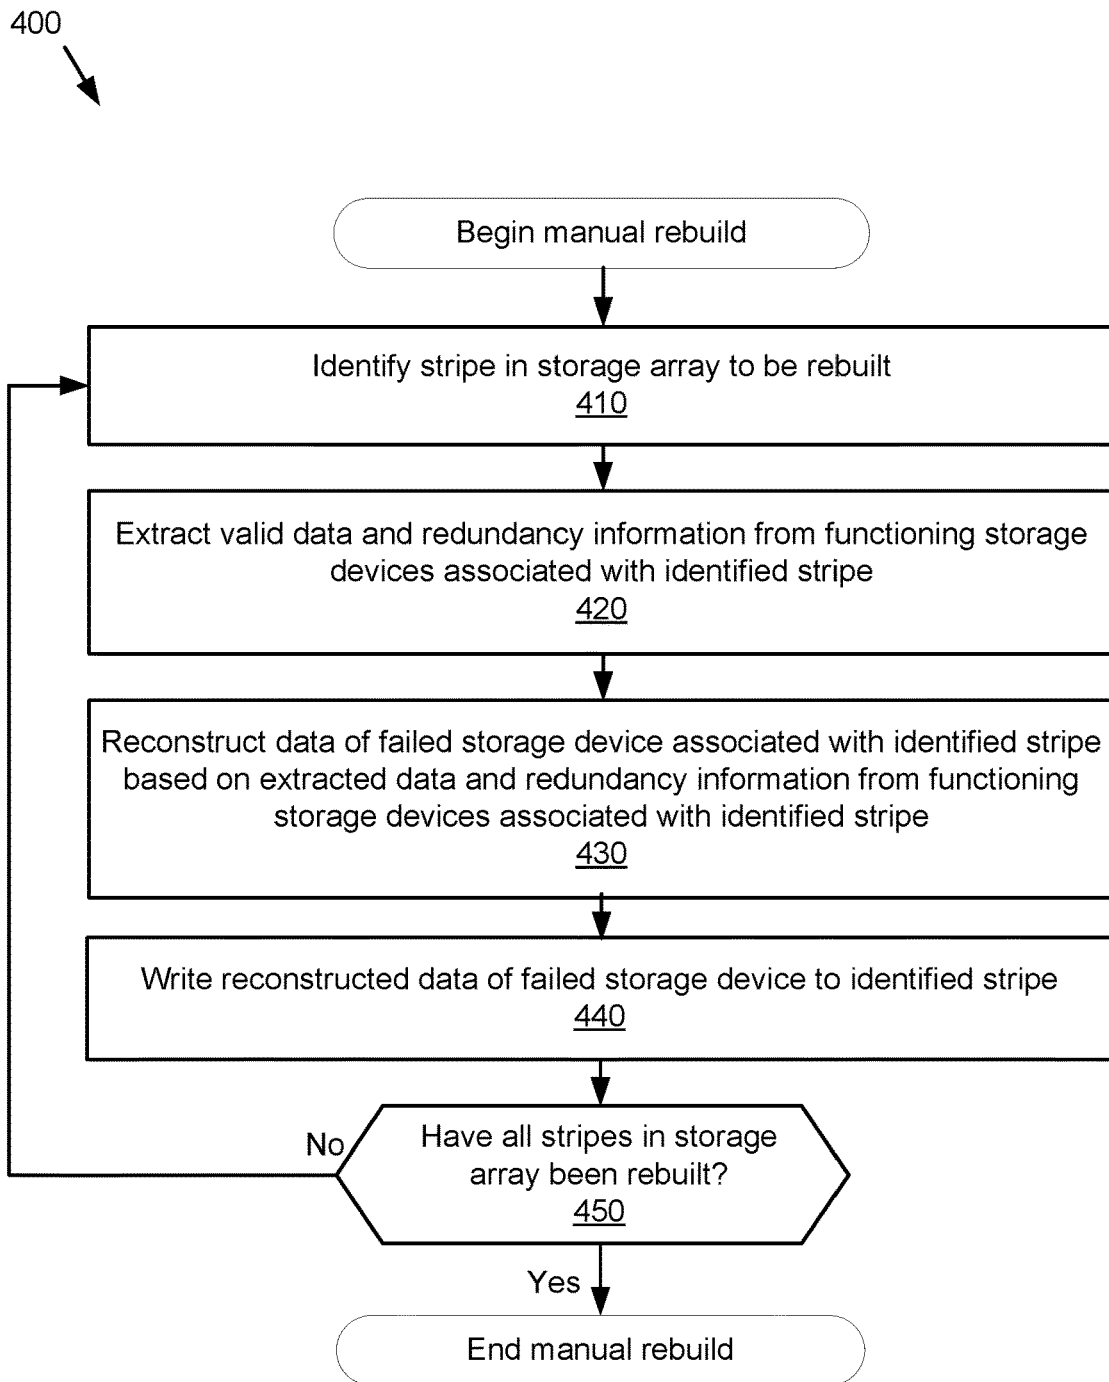 400
Begin manual rebuild
Identify stripe in storage array to be rebuilt
410
Extract valid data and redundancy information from functioning storage
devices associated with identified stripe
420
Reconstruct data of failed storage device associated with identified stripe
based on extracted data and redundancy information from functioning
storage devices associated with identified stripe
430
Write reconstructed data of failed storage device to identified stripe
440
Have all stripes in storage
array been rebuilt?
450
No
Yes
End manual rebuild